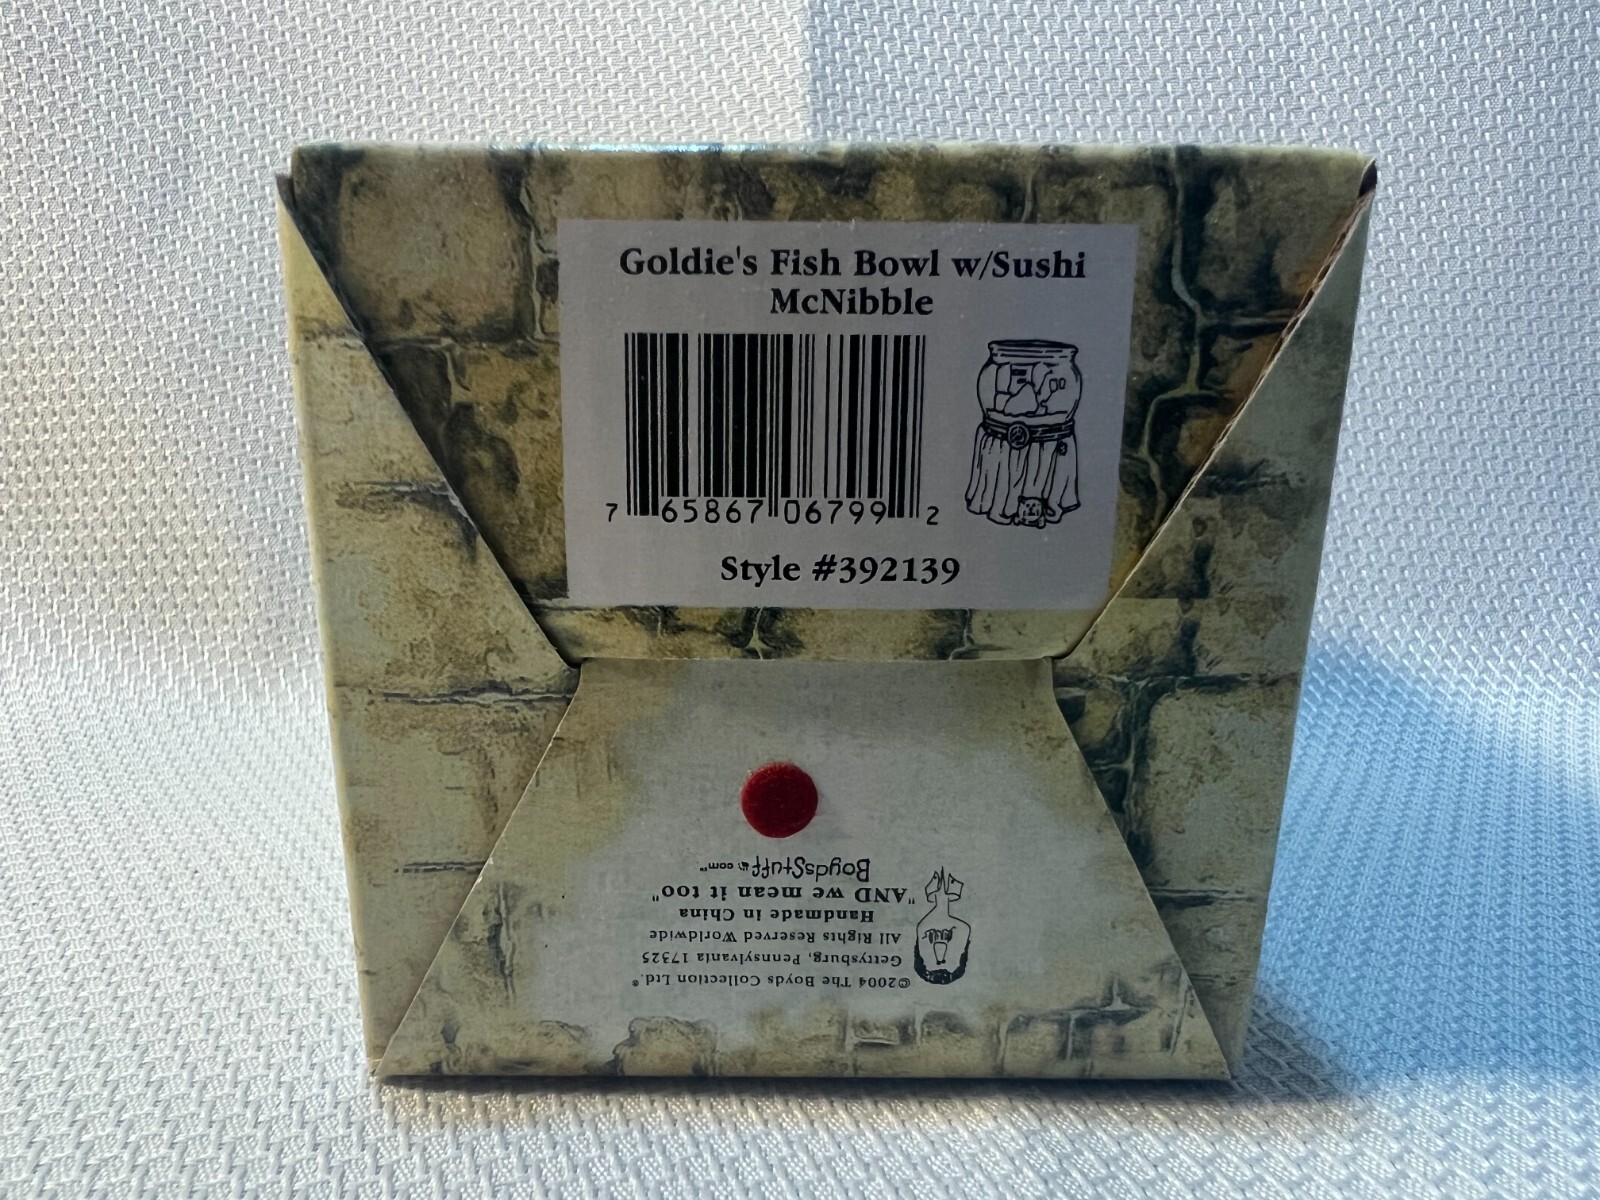 Goldie's Fish Bowl w/Sushi
McNibble
7 65867 06799 2
Style #392139
©2004 The Boyds Collection Ltd.®
Gettysburg, Pennsylvania 17325
All Rights Reserved Worldwide
Handmade in China
"AND we mean it too"
BoydsStuff .com™